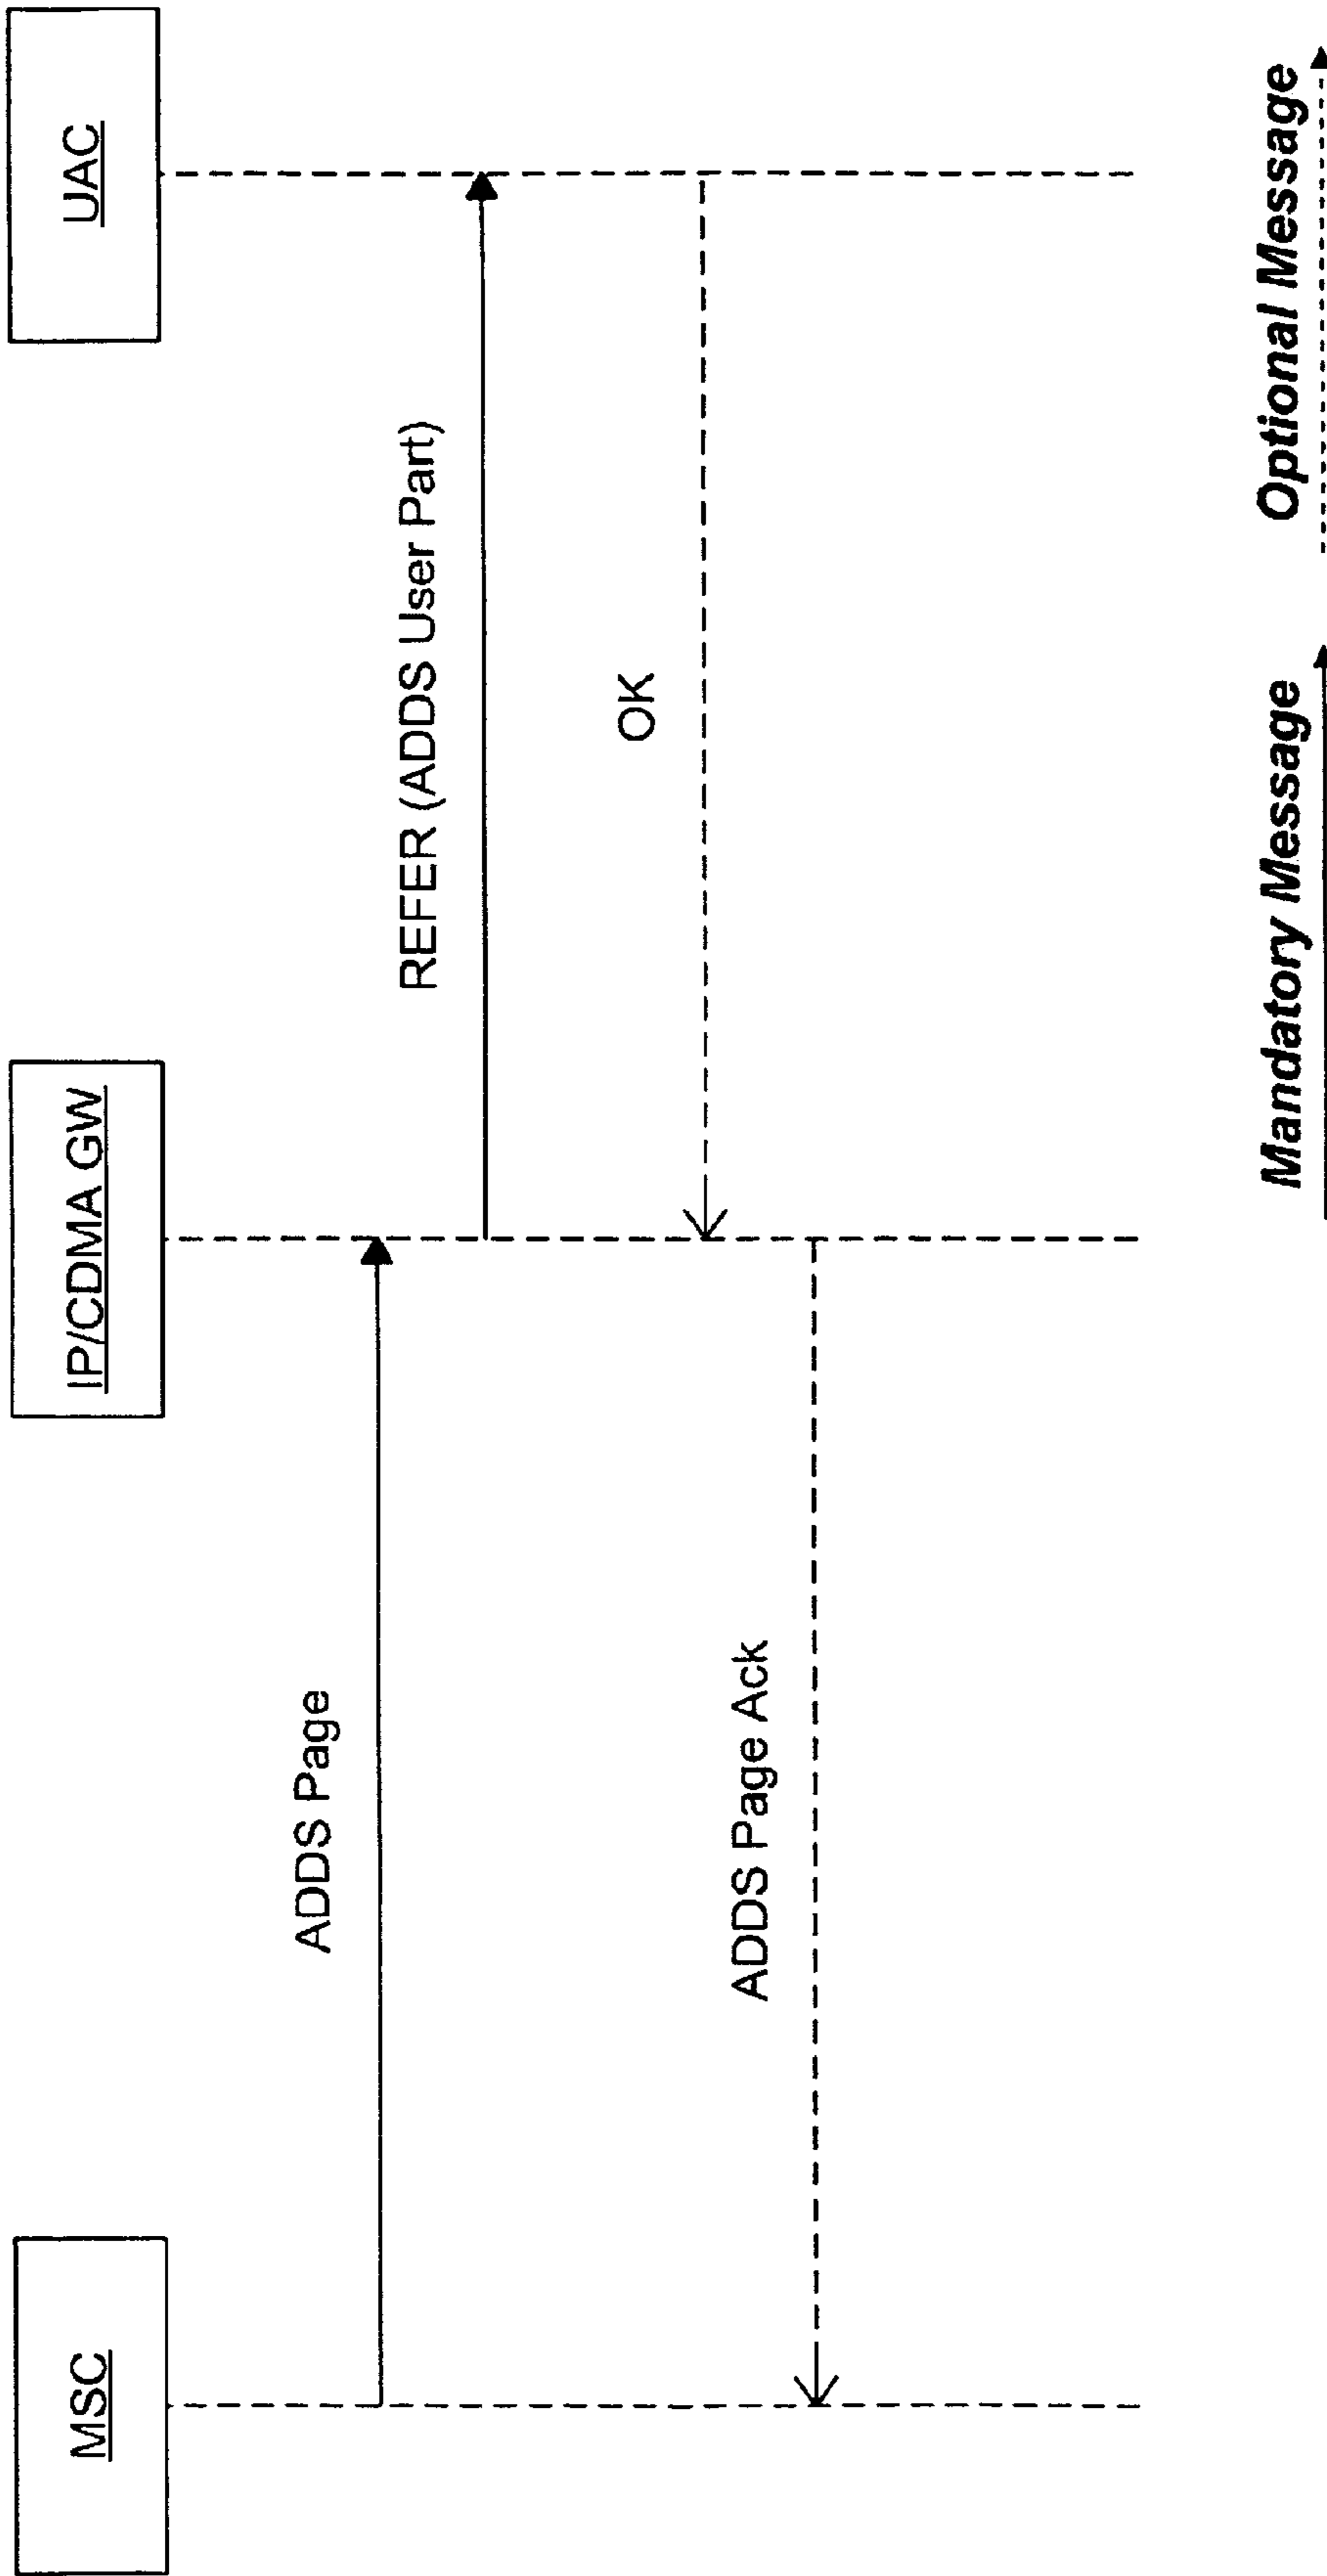 MSC
IP/CDMA GW
UAC
ADDS Page
REFER (ADDS User Part)
OK
ADDS Page Ack
Mandatory Message
Optional Message